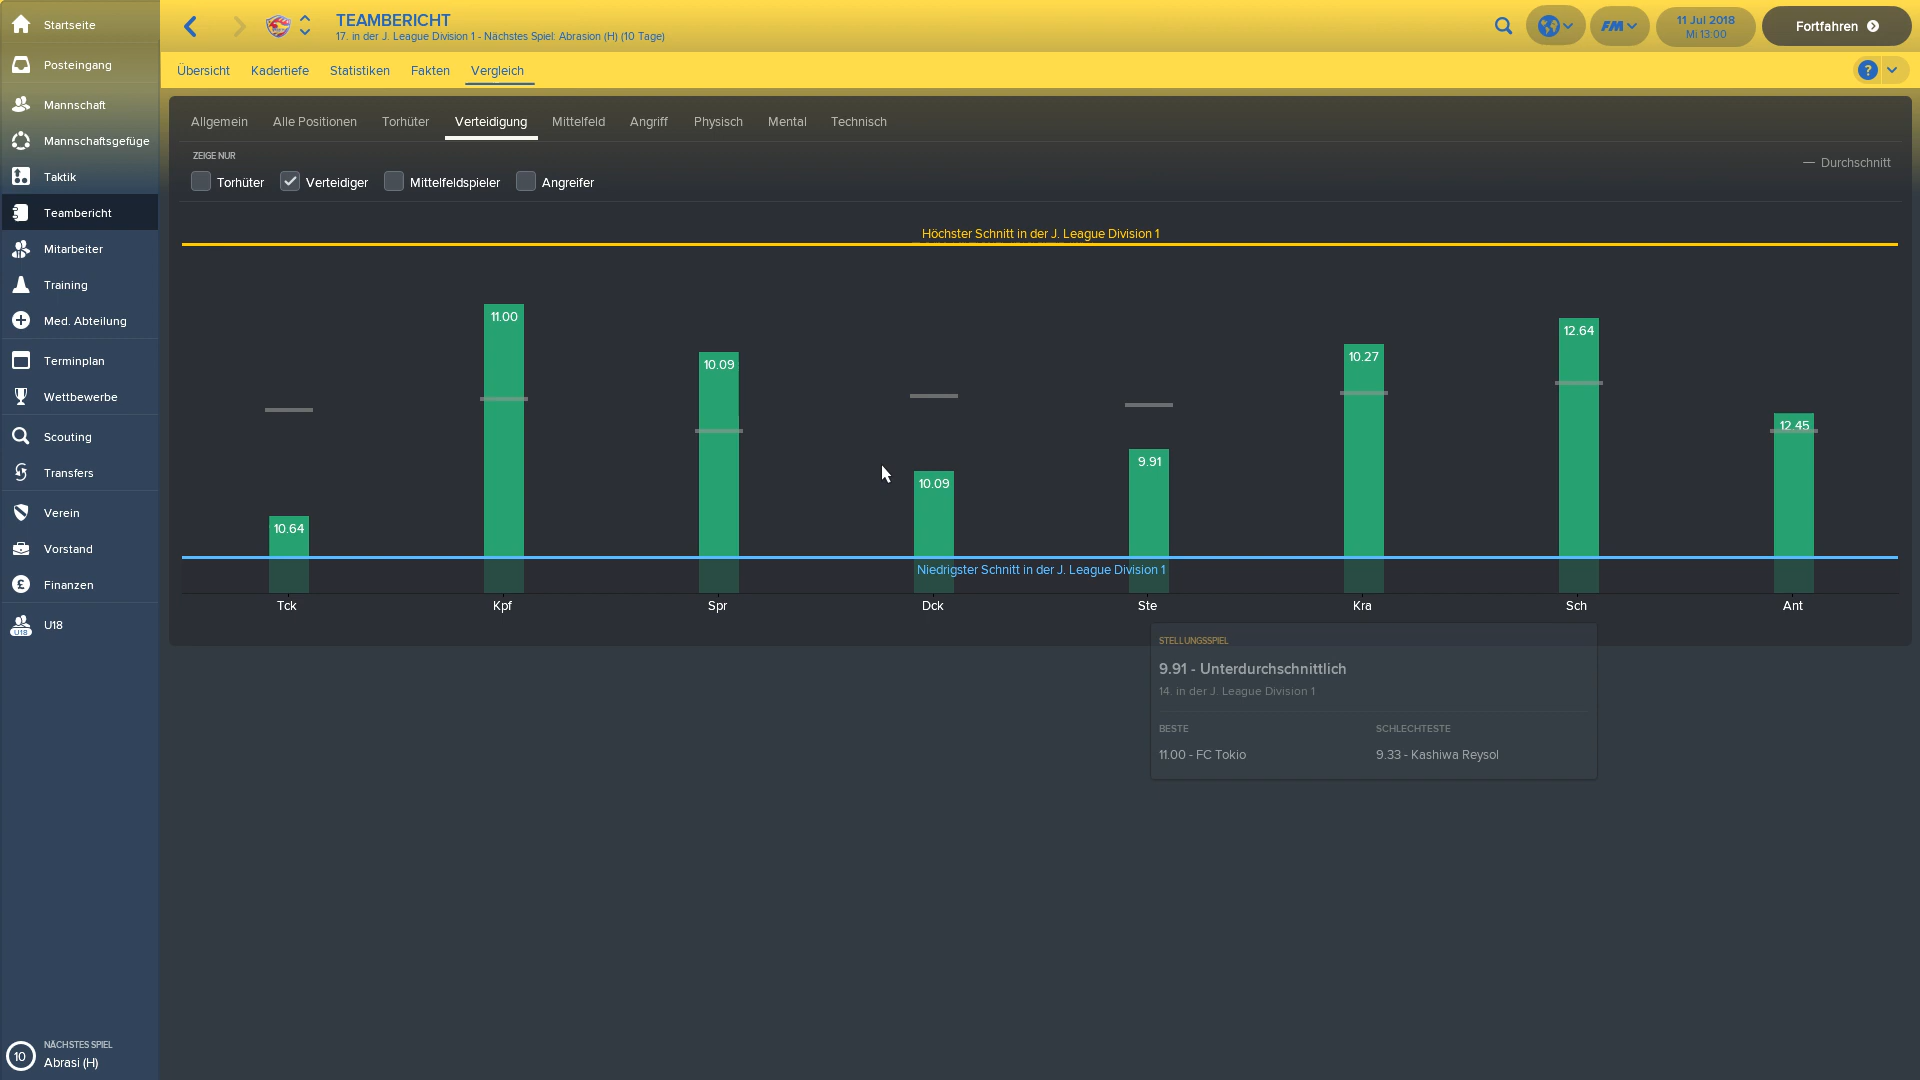 Startseite
Posteingang
Mannschaft
Mannschaftsgefüge
Taktik
Teambericht
Mitarbeiter
Training
Med. Abteilung
Terminplan
Wettbewerbe
Scouting
Transfers
Verein
Vorstand
Finanzen
U18
U18
NÄCHSTES SPIEL
10 Abrasi (H)
TEAMBERICHT
17. in der J. League Division 1 - Nächstes Spiel: Abrasion (H) (10 Tage)
FM
11 Jul 2018
Mi 13:00
Fortfahren
Übersicht Kadertiefe Statistiken Fakten Vergleich
?
Allgemein Alle Positionen Torhüter Verteidigung Mittelfeld Angriff Physisch Mental Technisch
ZEIGE NUR
Torhüter Verteidiger Mittelfeldspieler Angreifer
Durchschnitt
Höchster Schnitt in der J. League Division 1
10.64 11.00 10.09 10.09 9.91 10.27 12.64 12.45
Niedrigster Schnitt in der J. League Division 1
Tck Kpf Spr Dck Ste Kra Sch Ant
STELLUNGSSPIEL
9.91 - Unterdurchschnittlich
14. in der J. League Division 1
BESTE SCHLECHTESTE
11.00 - FC Tokio 9.33 - Kashiwa Reysol